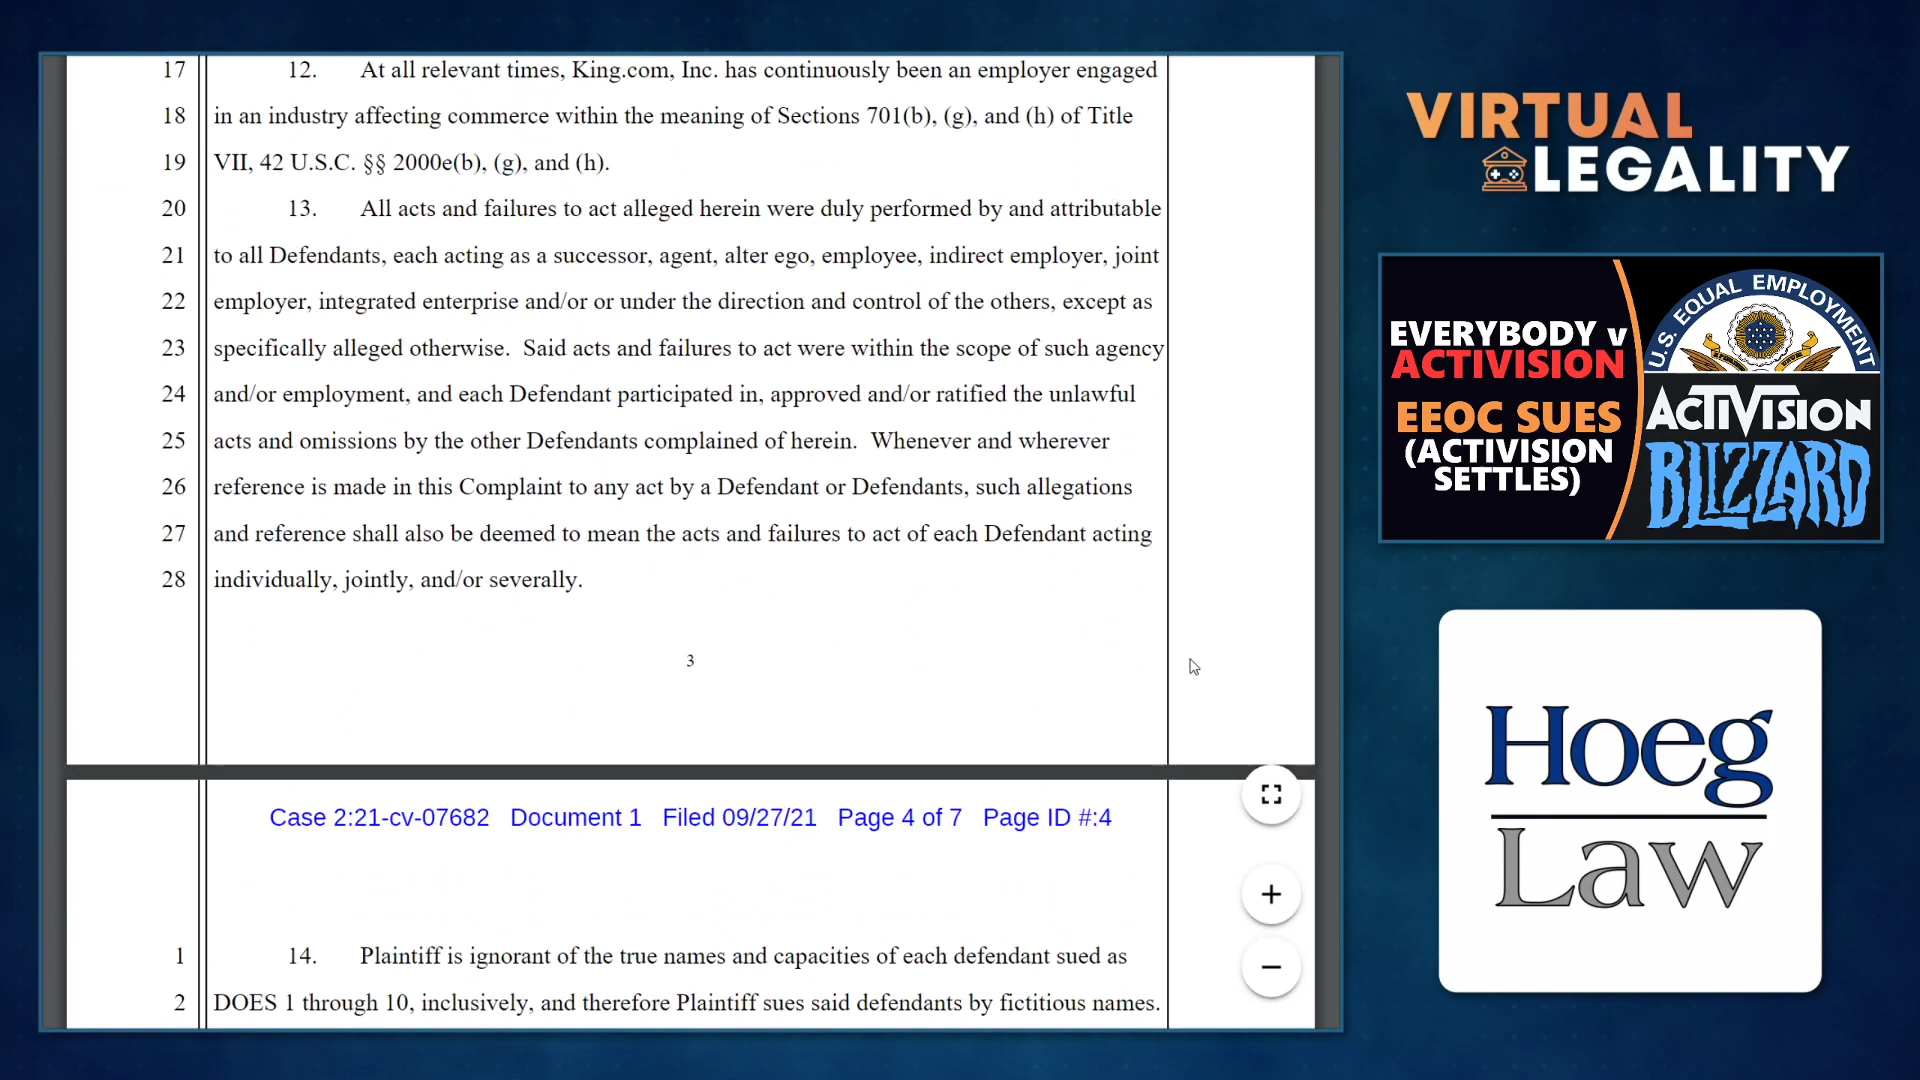 17 12. At all relevant times, King.com, Inc. has continuously been an employer engaged
18 in an industry affecting commerce within the meaning of Sections 701(b), (g), and (h) of Title
19 VII, 42 U.S.C. §§ 2000e(b), (g), and (h).
20 13. All acts and failures to act alleged herein were duly performed by and attributable
21 to all Defendants, each acting as a successor, agent, alter ego, employee, indirect employer, joint
22 employer, integrated enterprise and/or or under the direction and control of the others, except as
23 specifically alleged otherwise. Said acts and failures to act were within the scope of such agency
24 and/or employment, and each Defendant participated in, approved and/or ratified the unlawful
25 acts and omissions by the other Defendants complained of herein. Whenever and wherever
26 reference is made in this Complaint to any act by a Defendant or Defendants, such allegations
27 and reference shall also be deemed to mean the acts and failures to act of each Defendant acting
28 individually, jointly, and/or severally.
3
Case 2:21-cv-07682 Document 1 Filed 09/27/21 Page 4 of 7 Page ID #:4
1 14. Plaintiff is ignorant of the true names and capacities of each defendant sued as
2 DOES 1 through 10, inclusively, and therefore Plaintiff sues said defendants by fictitious names.
VIRTUAL
LEGALITY
EVERYBODY v
ACTIVISION
EEOC SUES
(ACTIVISION
SETTLES)
U.S. EQUAL EMPLOYMENT
ACTIVISION
BLIZZARD
Hoeg
Law